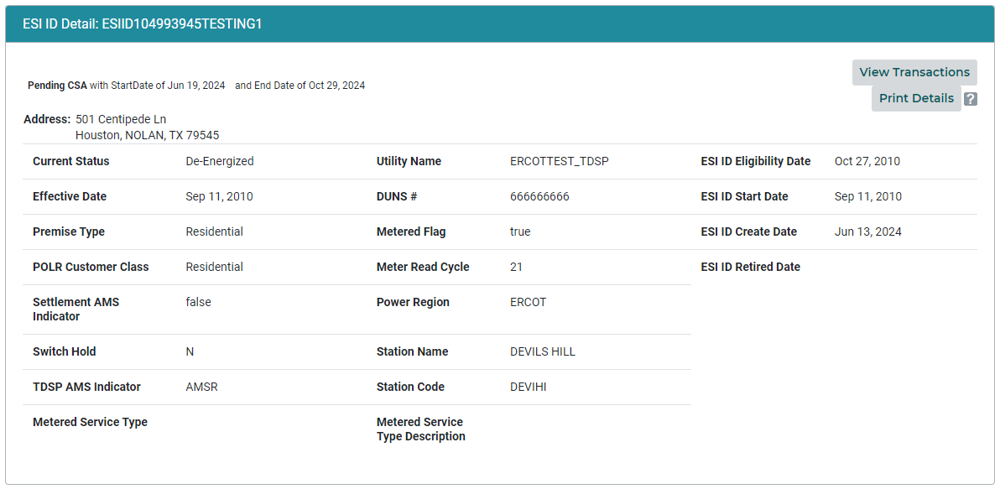 ESI ID Detail: ESIID104993945TESTING1
View Transactions
Pending CSA with StartDate of Jun 19, 2024 and End Date of Oct 29, 2024
Print Details ?
Address: 501 Centipede Ln
Houston, NOLAN, TX 79545
Current Status De-Energized Utility Name ERCOTTEST_TDSP ESI ID Eligibility Date Oct 27, 2010
Effective Date Sep 11, 2010 DUNS # 666666666 ESI ID Start Date Sep 11, 2010
Premise Type Residential Metered Flag true ESI ID Create Date Jun 13, 2024
POLR Customer Class Residential Meter Read Cycle 21 ESI ID Retired Date
Settlement AMS false Power Region ERCOT
Indicator
Switch Hold N Station Name DEVILS HILL
TDSP AMS Indicator AMSR Station Code DEVIHI
Metered Service Type Metered Service
Type Description